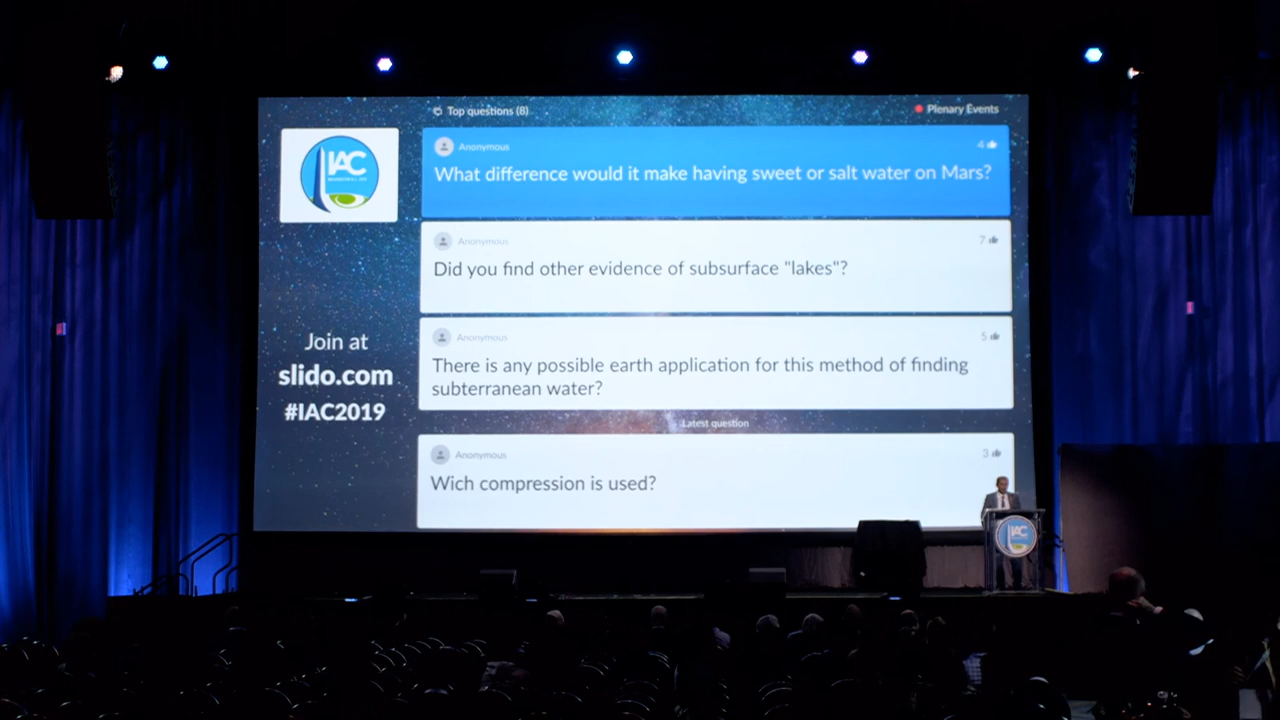 Top questions (8)
Plenary Events
IAC
Anonymous
4
What difference would it make having sweet or salt water on Mars?
Anonymous
7
Did you find other evidence of subsurface "lakes"?
Anonymous
5
There is any possible earth application for this method of finding
subterranean water?
Join at
slido.com
#IAC2019
Latest question
Anonymous
3
Wich compression is used?
IAC